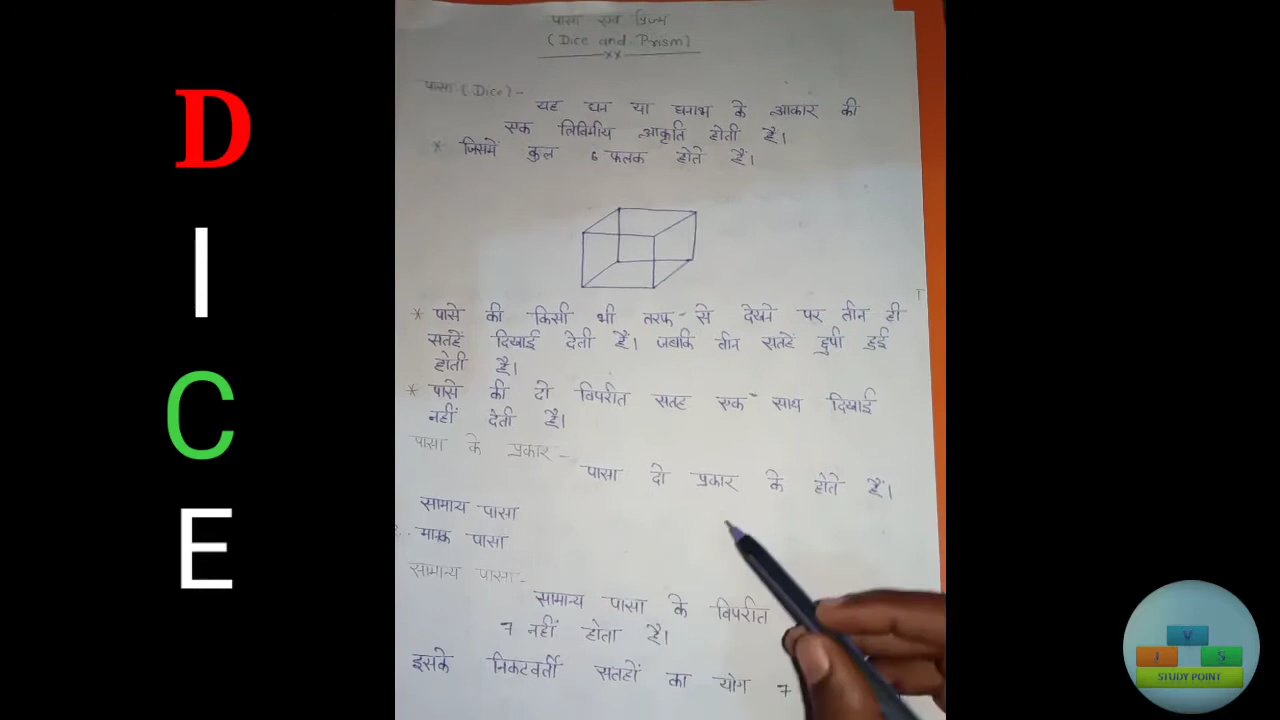 D
I
C
E
पासा एवं प्रिज्म
(Dice and Prism)
पासा (Dice) -
यह घन या घनाभ के आकार की
एक त्रिविमीय आकृति होती है।
* जिसमें कुल 6 फलक होते हैं।
* पासे की किसी भी तरफ से देखने पर तीन ही
सतहें दिखाई देती हैं। जबकि तीन सतहें छुपी हुई
होती है।
* पासे की दो विपरीत सतह एक साथ दिखाई
नहीं देती है।
पासा के प्रकार -
पासा दो प्रकार के होते हैं।
सामाय पासा
मानक पासा
सामान्य पासा -
सामान्य पासा के विपरीत
7 नहीं होता है।
इसके निकटवर्ती सतहों का योग 7
V
I S
STUDY POINT